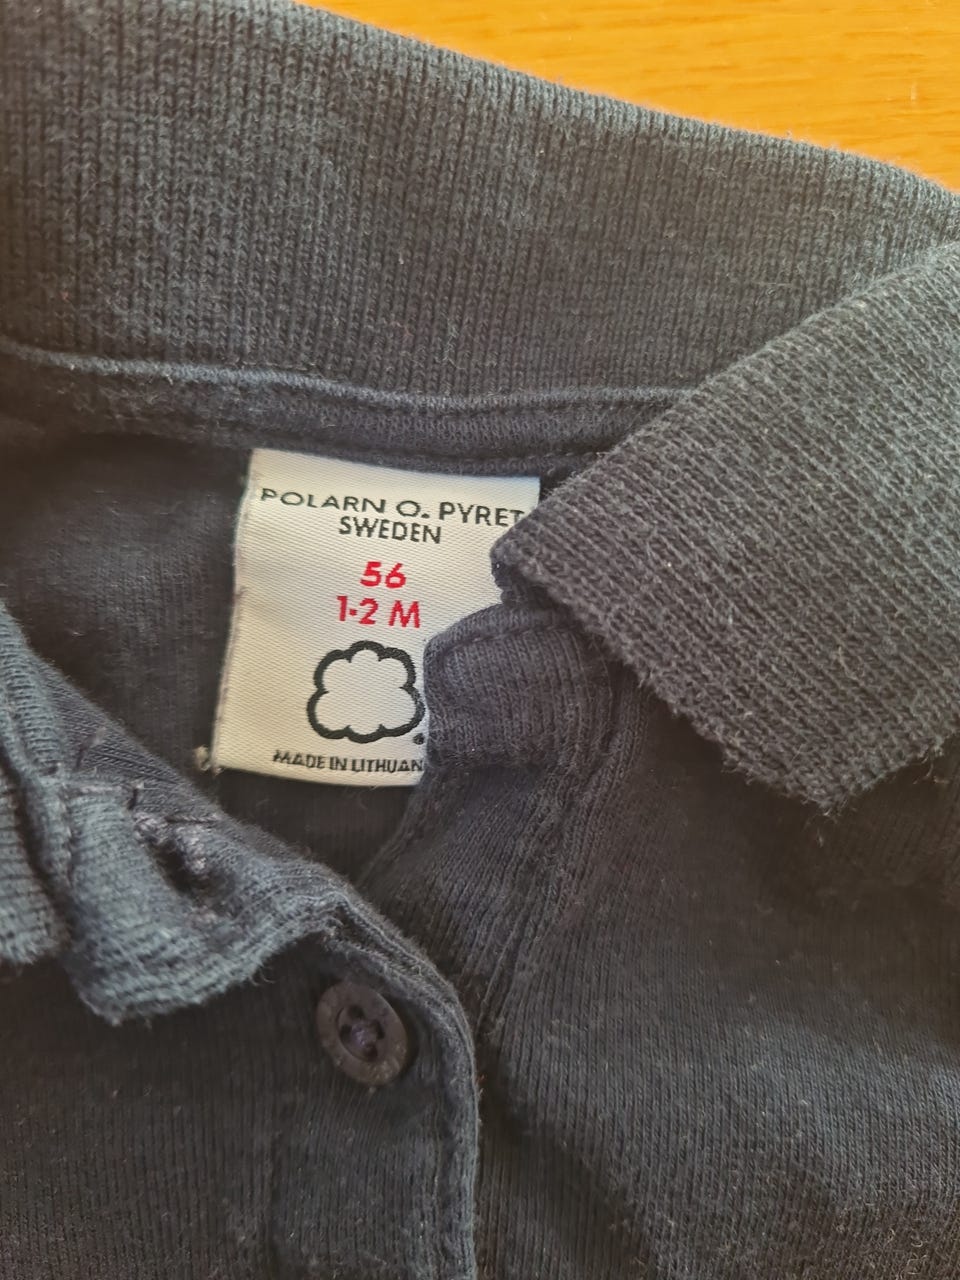 POLARN O. PYRET
SWEDEN
56
1-2 M
MADE IN LITHUAN